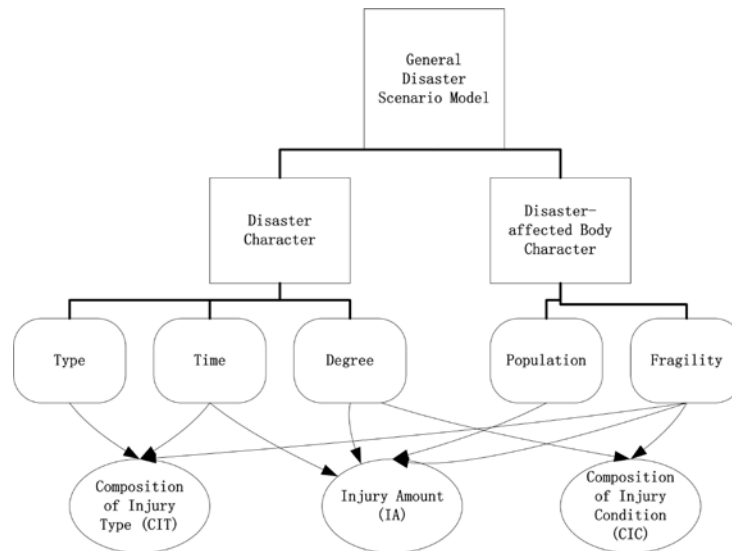 General
Disaster
Scenario Model
Disaster
Character
Disaster-
affected Body
Character
Type
Time
Degree
Population
Fragility
Composition
of Injury
Type (CIT)
Injury Amount
(IA)
Composition
of Injury
Condition
(CIC)